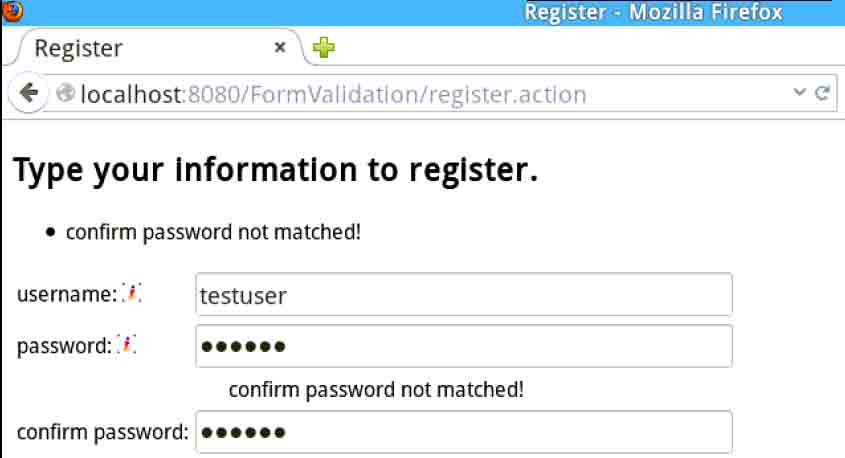 Register - Mozilla Firefox
Register
localhost:8080/FormValidation/register.action
Type your information to register.
confirm password not matched!
username: testuser
password: ●●●●●●
confirm password not matched!
confirm password: ●●●●●●